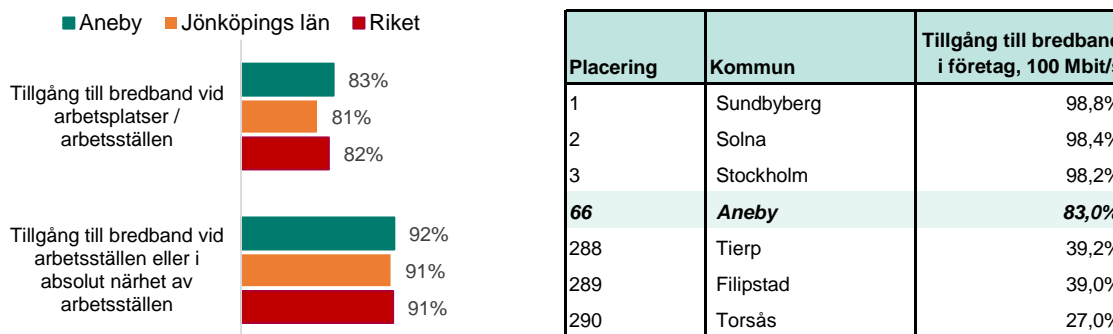 Aneby Jönköpings län Riket
Tillgång till bredband vid
arbetsplatser /
arbetsställen
83%
81%
82%
Tillgång till bredband vid
arbetsställen eller i
absolut närhet av
arbetsställen
92%
91%
91%
Tillgång till bredband
Placering Kommun i företag, 100 Mbit/s
1 Sundbyberg 98,8%
2 Solna 98,4%
3 Stockholm 98,2%
66 Aneby 83,0%
288 Tierp 39,2%
289 Filipstad 39,0%
290 Torsås 27,0%